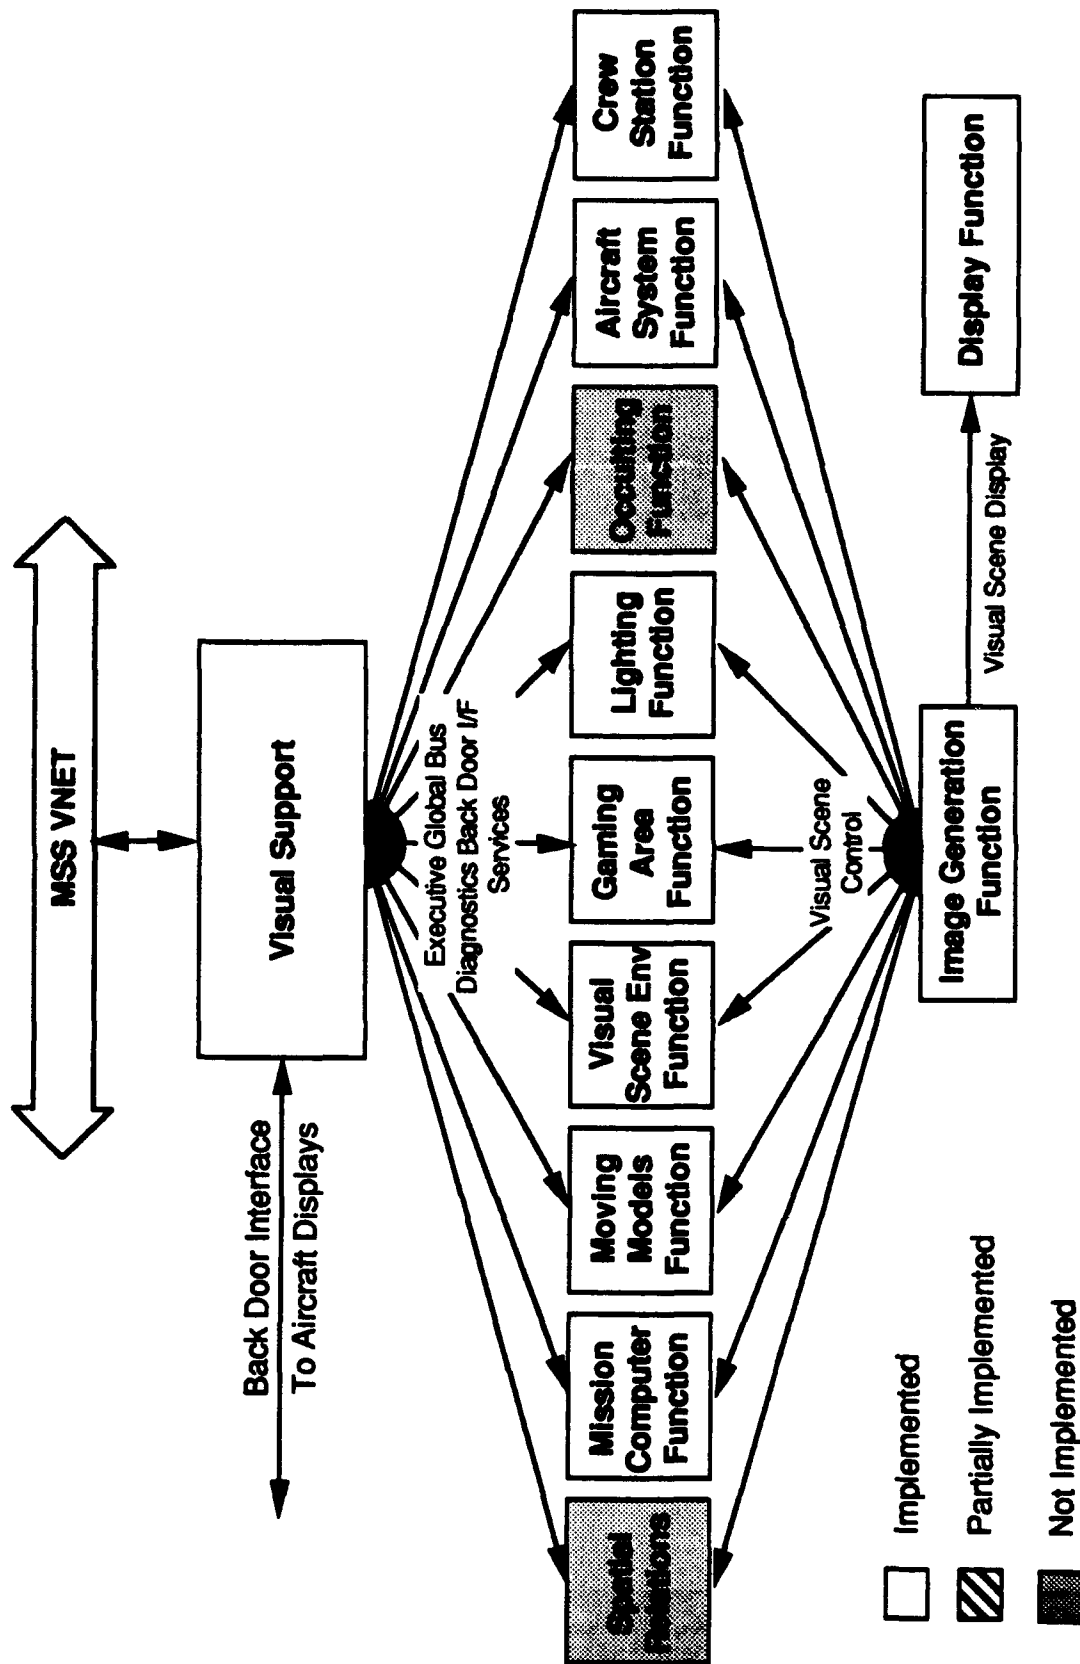 MSS VNET
Back Door Interface
To Aircraft Displays
Visual Support
Executive Global Bus
Diagnostics Back Door I/F
Services
Spatial
Relations
Mission
Computer
Function
Moving
Models
Function
Visual
Scene Env
Function
Gaming
Area
Function
Lighting
Function
Occulting
Function
Aircraft
System
Function
Crew
Station
Function
Visual Scene
Control
Image Generation
Function
Visual Scene Display
Display Function
Implemented
Partially Implemented
Not Implemented